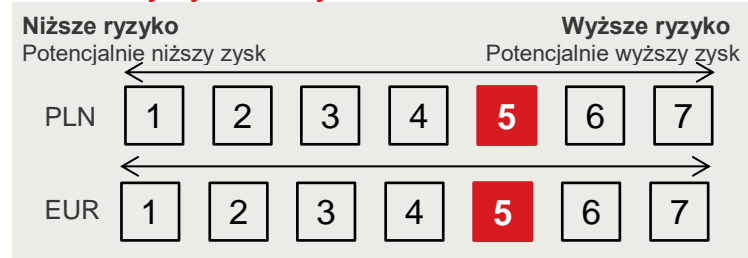 Niższe ryzyko Wyższe ryzyko
Potencjalnie niższy zysk Potencjalnie wyższy zysk
PLN 1 2 3 4 5 6 7
EUR 1 2 3 4 5 6 7